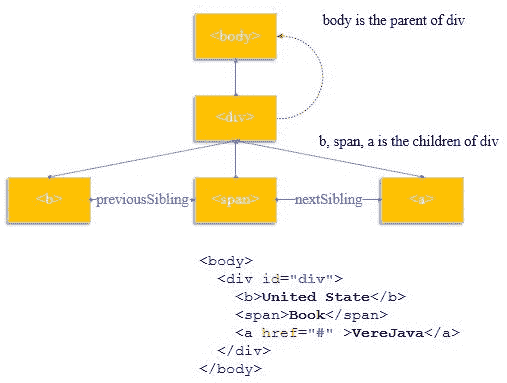 body is the parent of div
<body>
<div>
b, span, a is the children of div
<b> previousSibling <span> nextSibling <a>
<body>
<div id="div">
<b>United State</b>
<span>Book</span>
<a href="#" >VereJava</a>
</div>
</body>